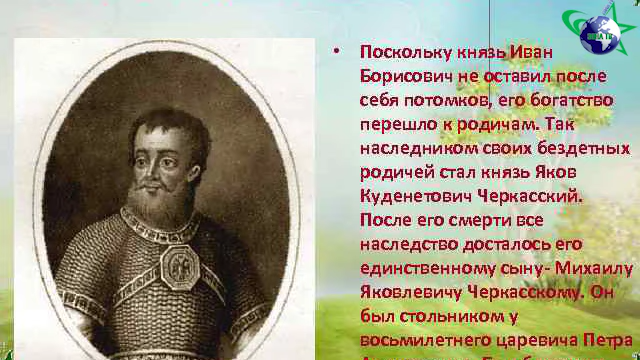 Поскольку князь Иван
Борисович не оставил после
себя потомков, его богатство
перешло к родичам. Так
наследником своих бездетных
родичей стал князь Яков
Куденетович Черкасский.
После его смерти все
наследство досталось его
единственному сыну- Михаилу
Яковлевичу Черкасскому. Он
был стольником у
восьмилетнего царевича Петра